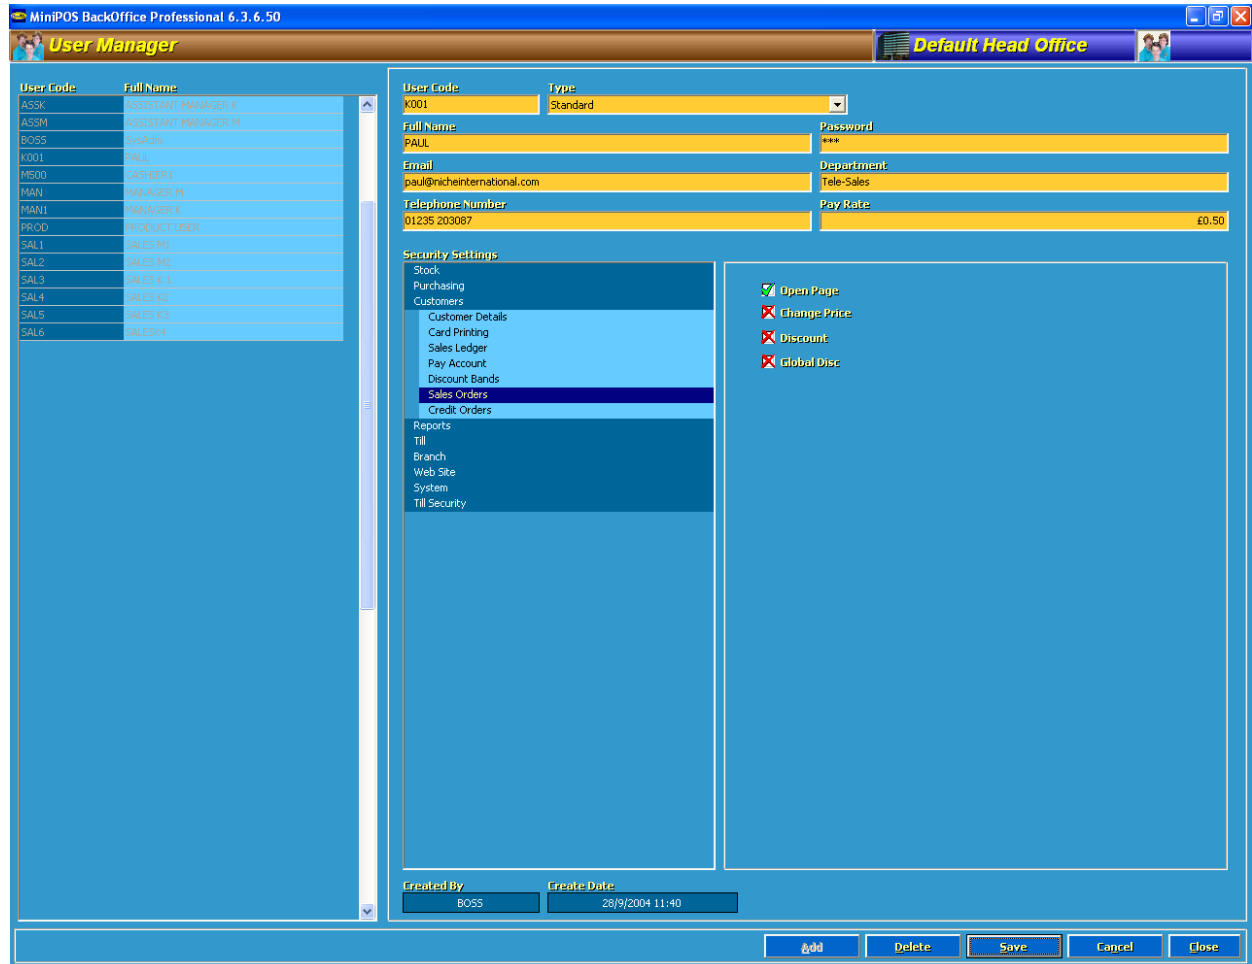 MiniPOS BackOffice Professional 6.3.6.50
User Manager
Default Head Office
User Code Full Name
ASSK ASSISTANT MANAGER K
ASSM ASSISTANT MANAGER M
BOSS SysAdm
K001 PAUL
M500 CASHIER1
MAN MANAGER M
MAN1 MANAGER K
PROD PRODUCT USER
SAL1 SALES M1
SAL2 SALES M2
SAL3 SALES K1
SAL4 SALES K2
SAL5 SALES K3
SAL6 SALESK4
User Code Type
K001 Standard
Full Name Password
PAUL ***
Email Department
paul@nicheinternational.com Tele-Sales
Telephone Number Pay Rate
01235 203087 £0.50
Security Settings
Stock
Purchasing
Customers
Customer Details
Card Printing
Sales Ledger
Pay Account
Discount Bands
Sales Orders
Credit Orders
Reports
Till
Branch
Web Site
System
Till Security
Open Page
Change Price
Discount
Global Disc
Created By Create Date
BOSS 28/9/2004 11:40
Add Delete Save Cancel Close